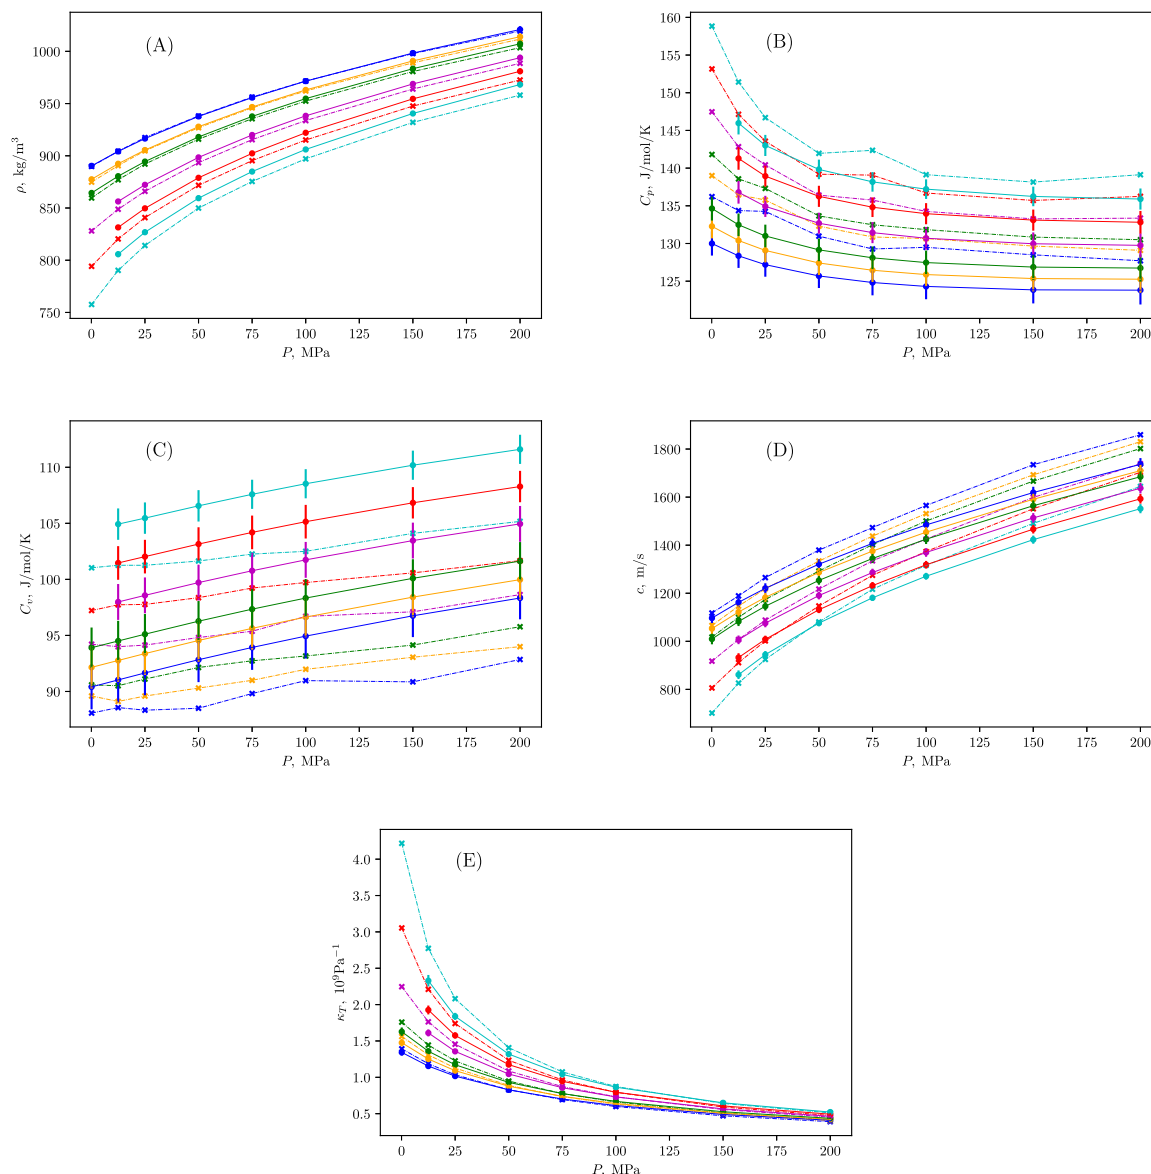 (A)
1000
950
900
850
800
750
ρ, kg/m³
0 25 50 75 100 125 150 175 200
P, MPa
(B)
160
155
150
145
140
135
130
125
C_p, J/mol/K
0 25 50 75 100 125 150 175 200
P, MPa
(C)
110
105
100
95
90
C_v, J/mol/K
0 25 50 75 100 125 150 175 200
P, MPa
(D)
1800
1600
1400
1200
1000
800
c, m/s
0 25 50 75 100 125 150 175 200
P, MPa
(E)
4.0
3.5
3.0
2.5
2.0
1.5
1.0
0.5
κ_T, 10⁹Pa⁻¹
0 25 50 75 100 125 150 175 200
P, MPa